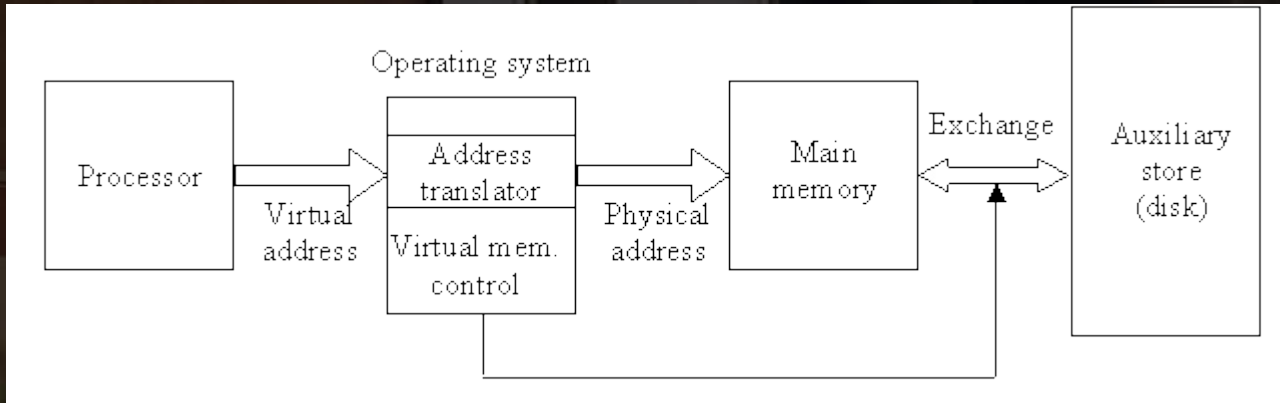 Operating system
Processor
Virtual
address
Address
translator
Virtual mem.
control
Physical
address
Main
memory
Exchange
Auxiliary
store
(disk)